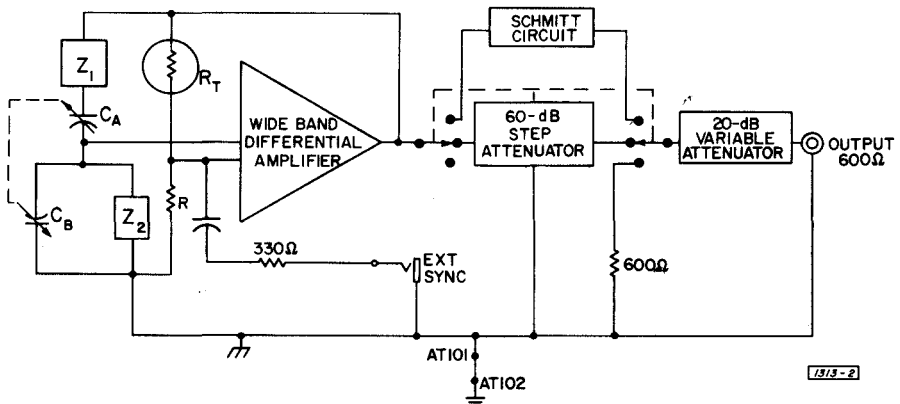 SCHMITT
CIRCUIT
Z1
RT
CA
WIDE BAND
DIFFERENTIAL
AMPLIFIER
60-dB
STEP
ATTENUATOR
20-dB
VARIABLE
ATTENUATOR
OUTPUT
600Ω
CB
Z2
R
330Ω
EXT
SYNC
600Ω
AT101
AT102
1313-2